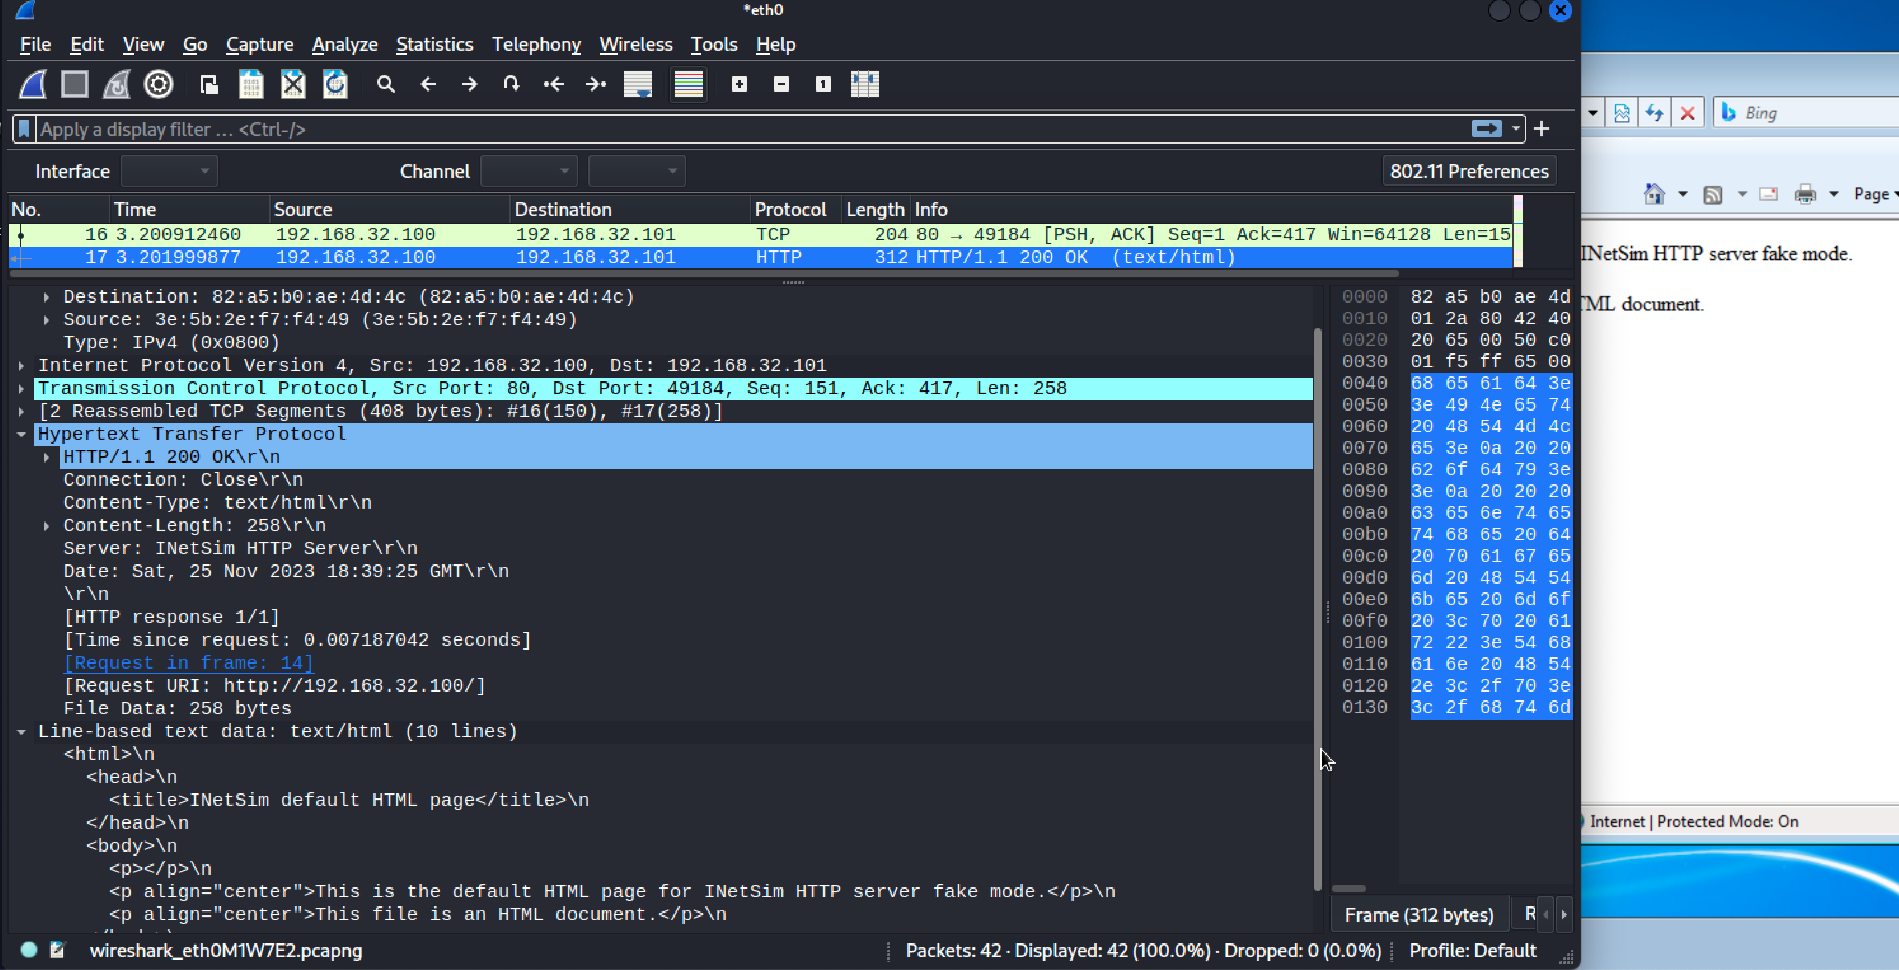 *eth0
File Edit View Go Capture Analyze Statistics Telephony Wireless Tools Help
Apply a display filter ... <Ctrl-/>
Interface Channel 802.11 Preferences
No. Time Source Destination Protocol Length Info
16 3.200912460 192.168.32.100 192.168.32.101 TCP 204 80 → 49184 [PSH, ACK] Seq=1 Ack=417 Win=64128 Len=15
17 3.201999877 192.168.32.100 192.168.32.101 HTTP 312 HTTP/1.1 200 OK (text/html)
Destination: 82:a5:b0:ae:4d:4c (82:a5:b0:ae:4d:4c)
Source: 3e:5b:2e:f7:f4:49 (3e:5b:2e:f7:f4:49)
Type: IPv4 (0x0800)
Internet Protocol Version 4, Src: 192.168.32.100, Dst: 192.168.32.101
Transmission Control Protocol, Src Port: 80, Dst Port: 49184, Seq: 151, Ack: 417, Len: 258
[2 Reassembled TCP Segments (408 bytes): #16(150), #17(258)]
Hypertext Transfer Protocol
HTTP/1.1 200 OK\r\n
Connection: Close\r\n
Content-Type: text/html\r\n
Content-Length: 258\r\n
Server: INetSim HTTP Server\r\n
Date: Sat, 25 Nov 2023 18:39:25 GMT\r\n
\r\n
[HTTP response 1/1]
[Time since request: 0.007187042 seconds]
[Request in frame: 14]
[Request URI: http://192.168.32.100/]
File Data: 258 bytes
Line-based text data: text/html (10 lines)
<html>\n
<head>\n
<title>INetSim default HTML page</title>\n
</head>\n
<body>\n
<p></p>\n
<p align="center">This is the default HTML page for INetSim HTTP server fake mode.</p>\n
<p align="center">This file is an HTML document.</p>\n
0000 82 a5 b0 ae 4d
0010 01 2a 80 42 40
0020 20 65 00 50 c0
0030 01 f5 ff 65 00
0040 68 65 61 64 3e
0050 3e 49 4e 65 74
0060 20 48 54 4d 4c
0070 65 3e 0a 20 20
0080 62 6f 64 79 3e
0090 3e 0a 20 20 20
00a0 63 65 6e 74 65
00b0 74 68 65 20 64
00c0 20 70 61 67 65
00d0 6d 20 48 54 54
00e0 6b 65 20 6d 6f
00f0 20 3c 70 20 61
0100 72 22 3e 54 68
0110 61 6e 20 48 54
0120 2e 3c 2f 70 3e
0130 3c 2f 68 74 6d
Frame (312 bytes) R
wireshark_eth0M1W7E2.pcapng Packets: 42 · Displayed: 42 (100.0%) · Dropped: 0 (0.0%) Profile: Default
Bing
Page
INetSim HTTP server fake mode.
TML document.
Internet | Protected Mode: On